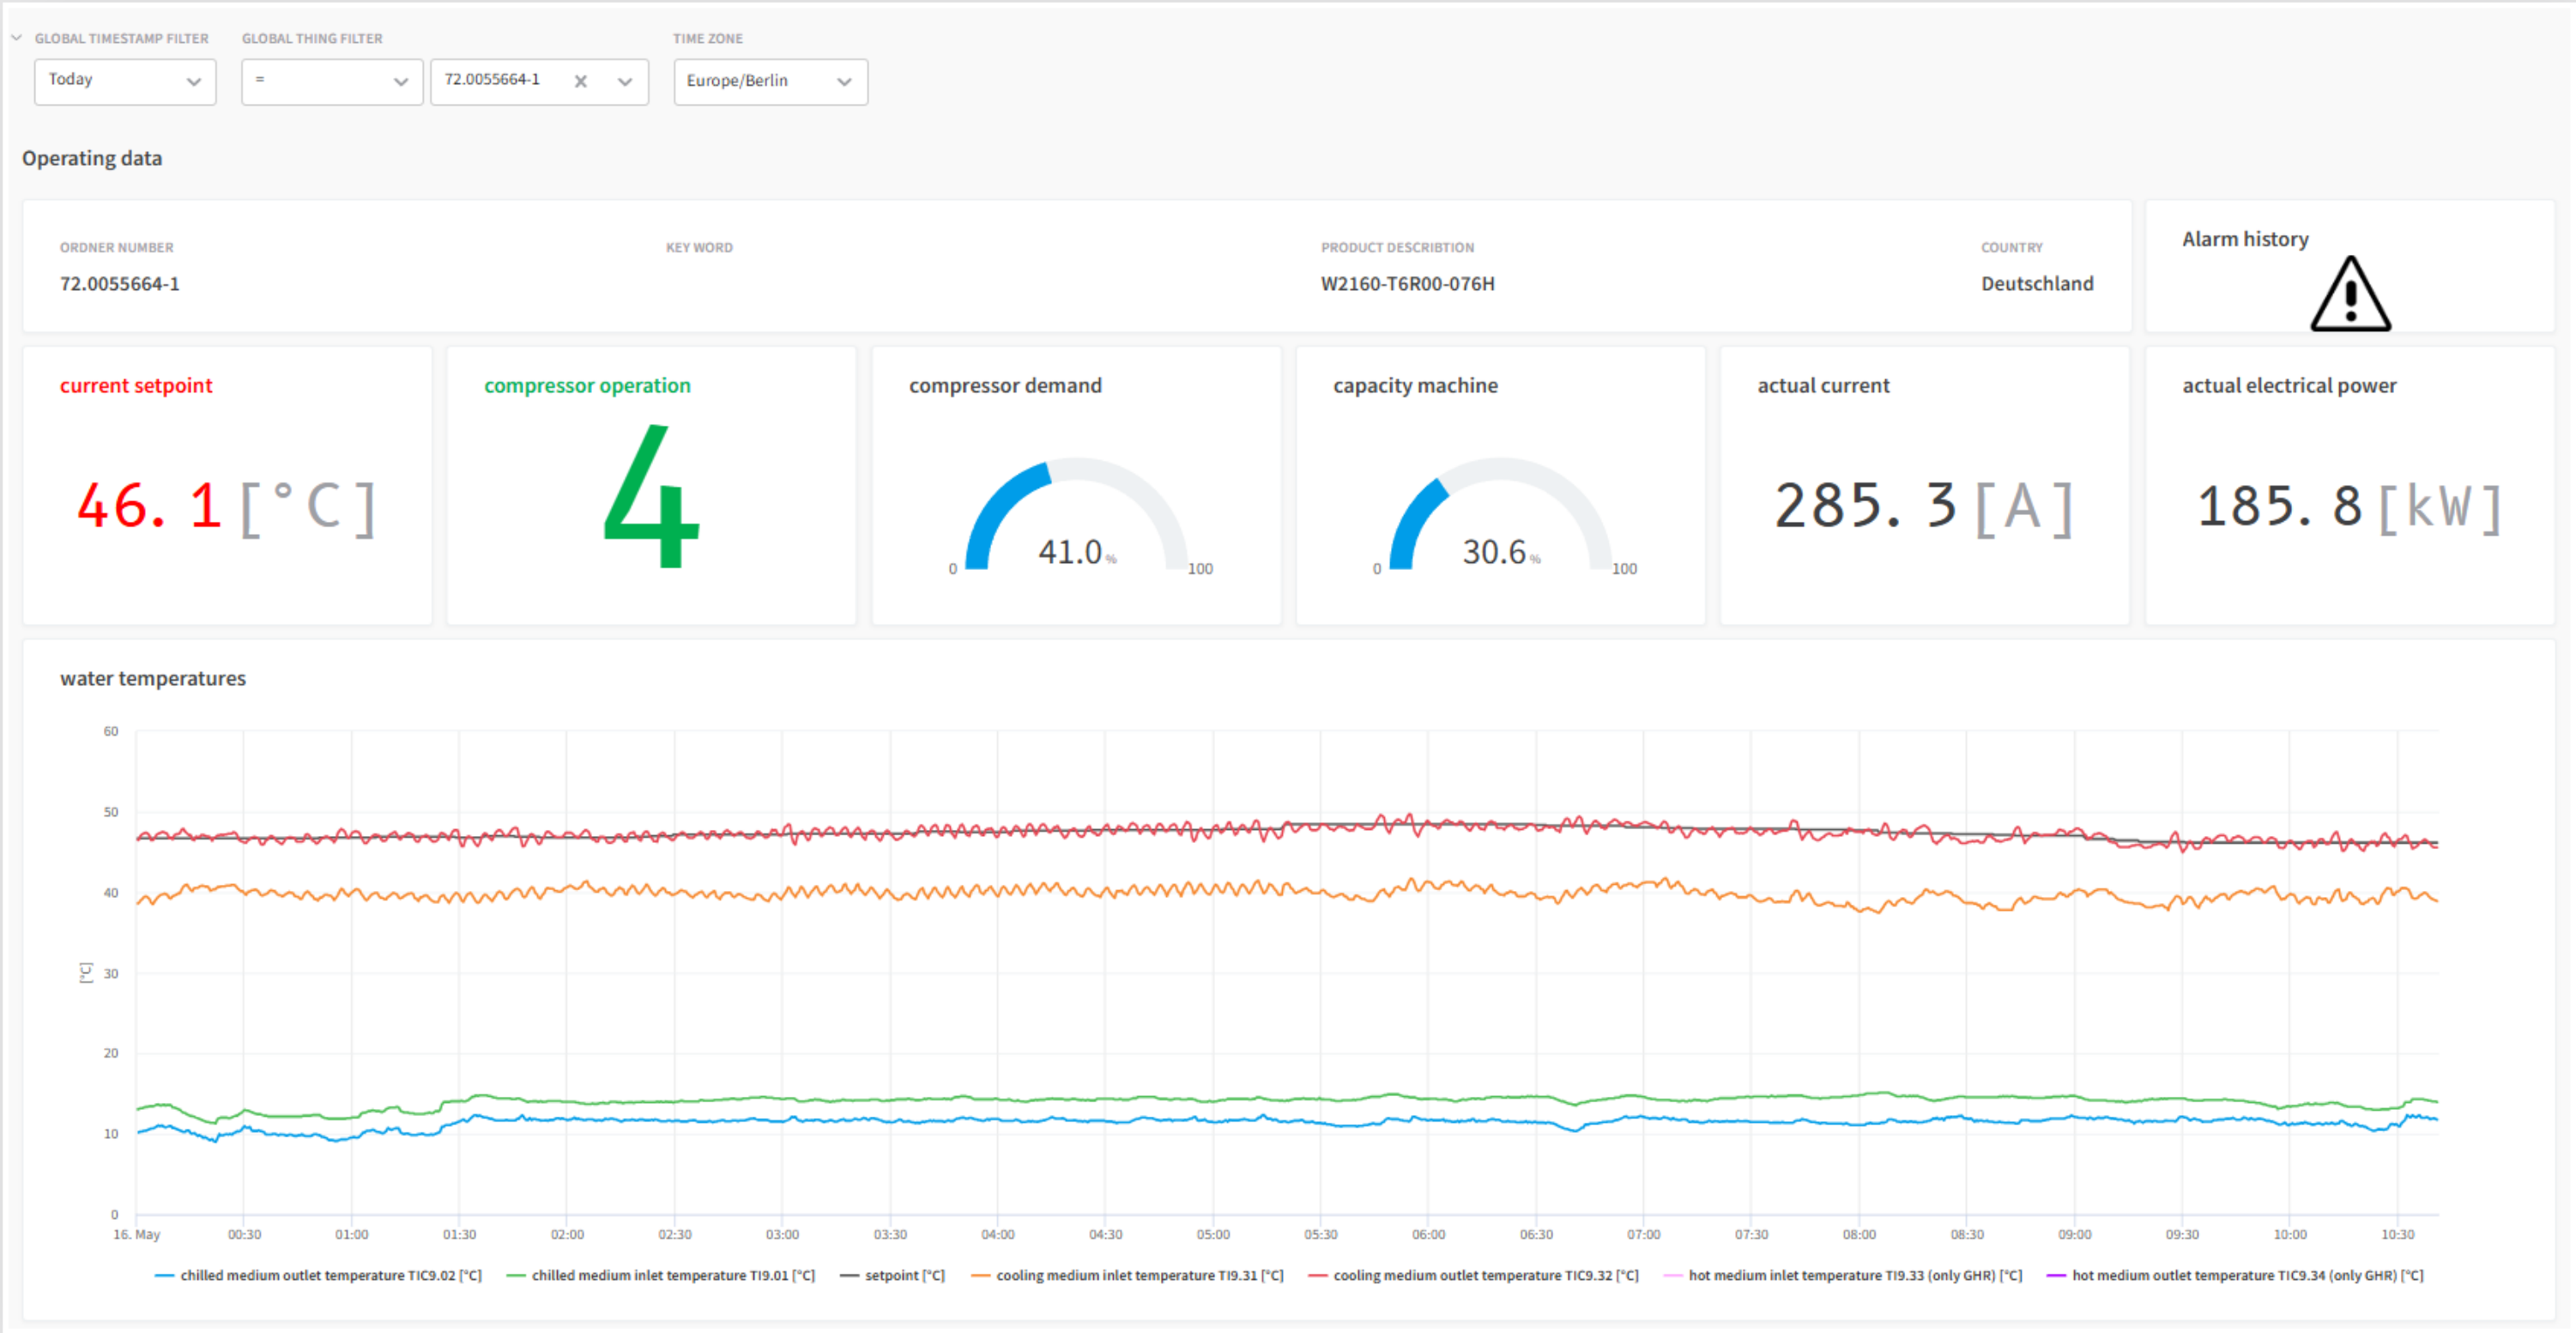 GLOBAL TIMESTAMP FILTER GLOBAL THING FILTER TIME ZONE
Today = 72.0055664-1 Europe/Berlin
Operating data
ORDNER NUMBER KEY WORD PRODUCT DESCRIBTION COUNTRY
72.0055664-1 W2160-T6R00-076H Deutschland
Alarm history
current setpoint
46.1 [°C]
compressor operation
4
compressor demand
41.0 %
0 100
capacity machine
30.6 %
0 100
actual current
285.3 [A]
actual electrical power
185.8 [kW]
water temperatures
60
50
40
30
20
10
0
[°C]
16. May 00:30 01:00 01:30 02:00 02:30 03:00 03:30 04:00 04:30 05:00 05:30 06:00 06:30 07:00 07:30 08:00 08:30 09:00 09:30 10:00 10:30
chilled medium outlet temperature TIC9.02 [°C] chilled medium inlet temperature TI9.01 [°C] setpoint [°C] cooling medium inlet temperature TI9.31 [°C] cooling medium outlet temperature TIC9.32 [°C] hot medium inlet temperature TI9.33 (only GHR) [°C] hot medium outlet temperature TIC9.34 (only GHR) [°C]